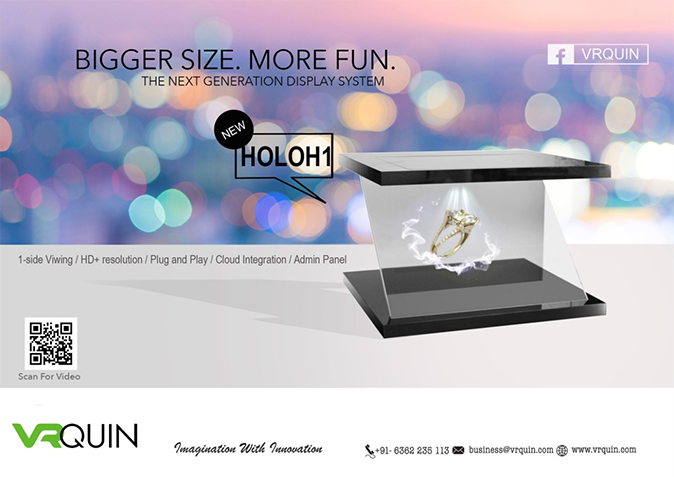 BIGGER SIZE. MORE FUN.
THE NEXT GENERATION DISPLAY SYSTEM
f VRQUIN
NEW
HOLOH1
1-side Viwing / HD+ resolution / Plug and Play / Cloud Integration / Admin Panel
Scan For Video
VRQUIN
Imagination With Innovation
+91- 6362 235 113 business@vrquin.com www.vrquin.com